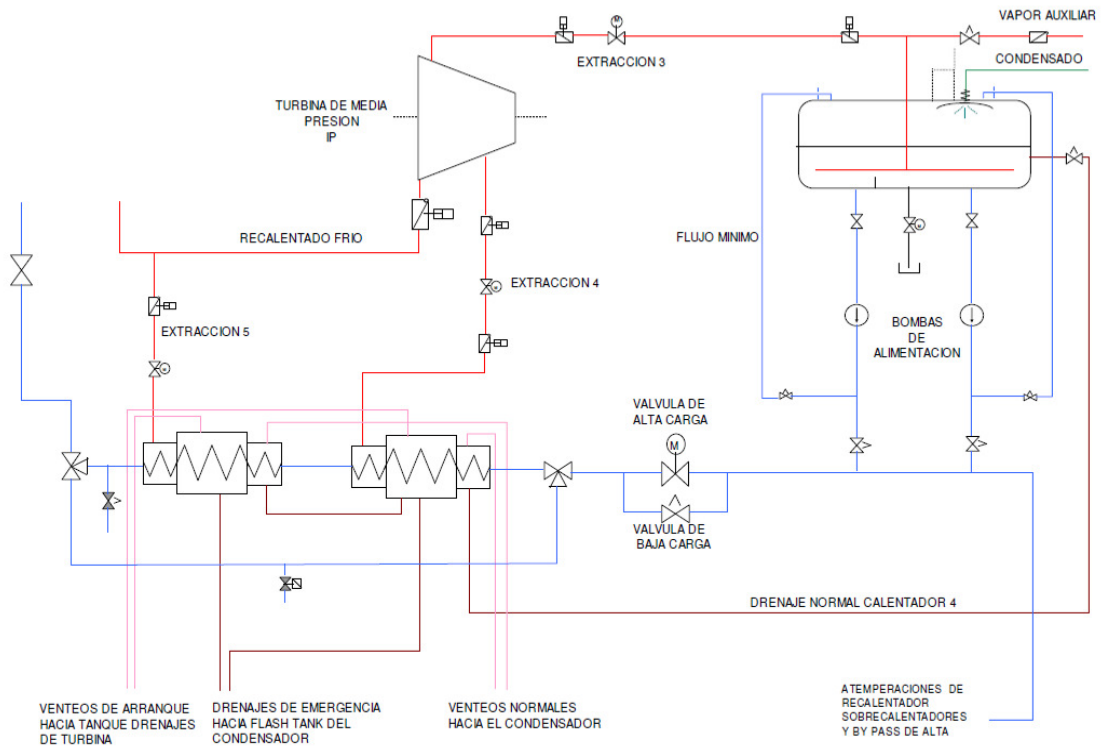 VAPOR AUXILIAR
M
EXTRACCION 3
CONDENSADO
TURBINA DE MEDIA
PRESION
IP
RECALENTADO FRIO
FLUJO MINIMO
EXTRACCION 4
EXTRACCION 5
BOMBAS
DE
ALIMENTACION
VALVULA DE
ALTA CARGA
M
VALVULA DE
BAJA CARGA
DRENAJE NORMAL CALENTADOR 4
VENTEOS DE ARRANQUE
HACIA TANQUE DRENAJES
DE TURBINA
DRENAJES DE EMERGENCIA
HACIA FLASH TANK DEL
CONDENSADOR
VENTEOS NORMALES
HACIA EL CONDENSADOR
ATEMPERACIONES DE
RECALENTADOR
SOBRECALENTADORES
Y BY PASS DE ALTA